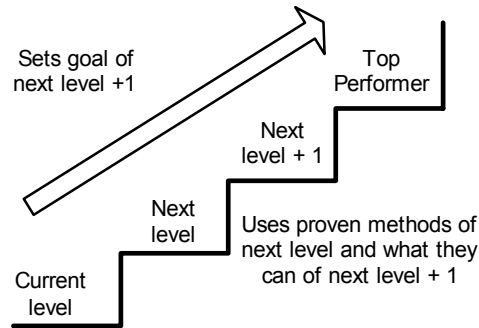 Sets goal of
next level +1
Top
Performer
Next
level + 1
Next
level
Uses proven methods of
next level and what they
can of next level + 1
Current
level